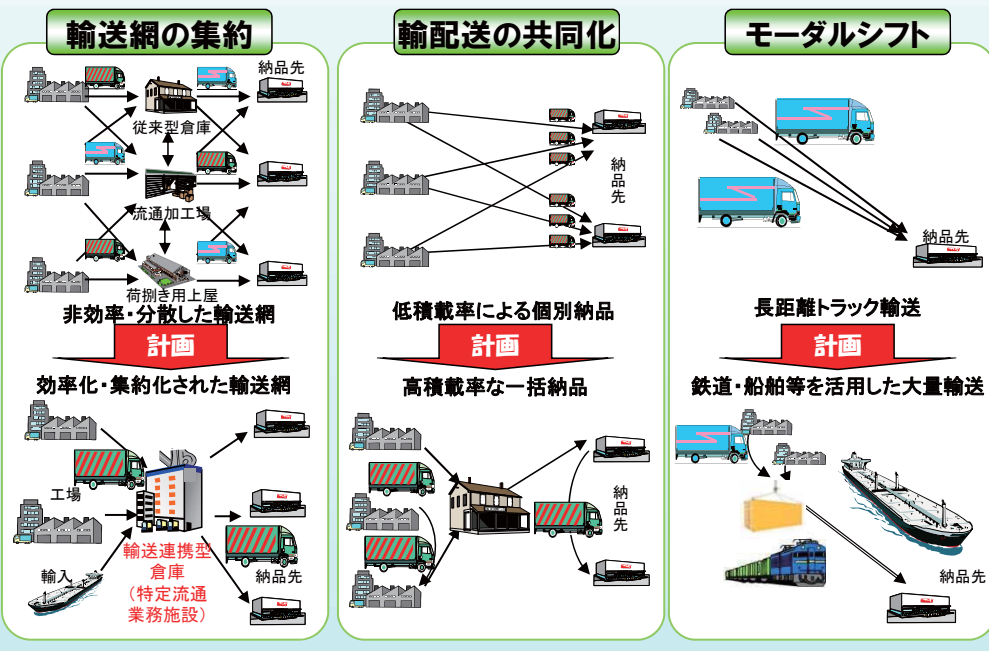 輸送網の集約
納品先
従来型倉庫
流通加工場
荷捌き用上屋
非効率・分散した輸送網
計画
効率化・集約化された輸送網
工場
輸入
輸送連携型
倉庫
(特定流通
業務施設)
納品先
輸配送の共同化
納品先
低積載率による個別納品
計画
高積載率な一括納品
納品先
モーダルシフト
納品先
長距離トラック輸送
計画
鉄道・船舶等を活用した大量輸送
納品先